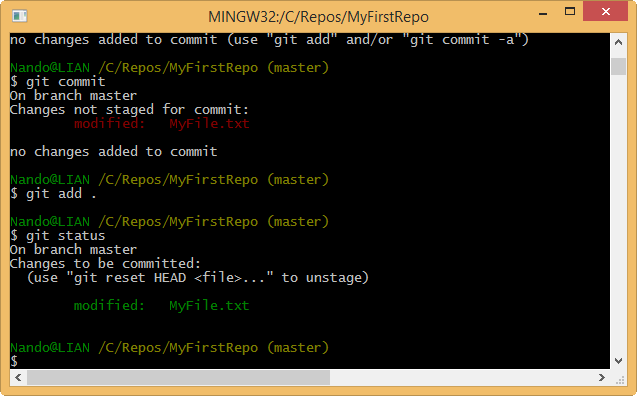 MINGW32:/C/Repos/MyFirstRepo
no changes added to commit (use "git add" and/or "git commit -a")
Nando@LIAN /C/Repos/MyFirstRepo (master)
$ git commit
On branch master
Changes not staged for commit:
        modified:   MyFile.txt
no changes added to commit
Nando@LIAN /C/Repos/MyFirstRepo (master)
$ git add .
Nando@LIAN /C/Repos/MyFirstRepo (master)
$ git status
On branch master
Changes to be committed:
  (use "git reset HEAD <file>..." to unstage)
        modified:   MyFile.txt
Nando@LIAN /C/Repos/MyFirstRepo (master)
$